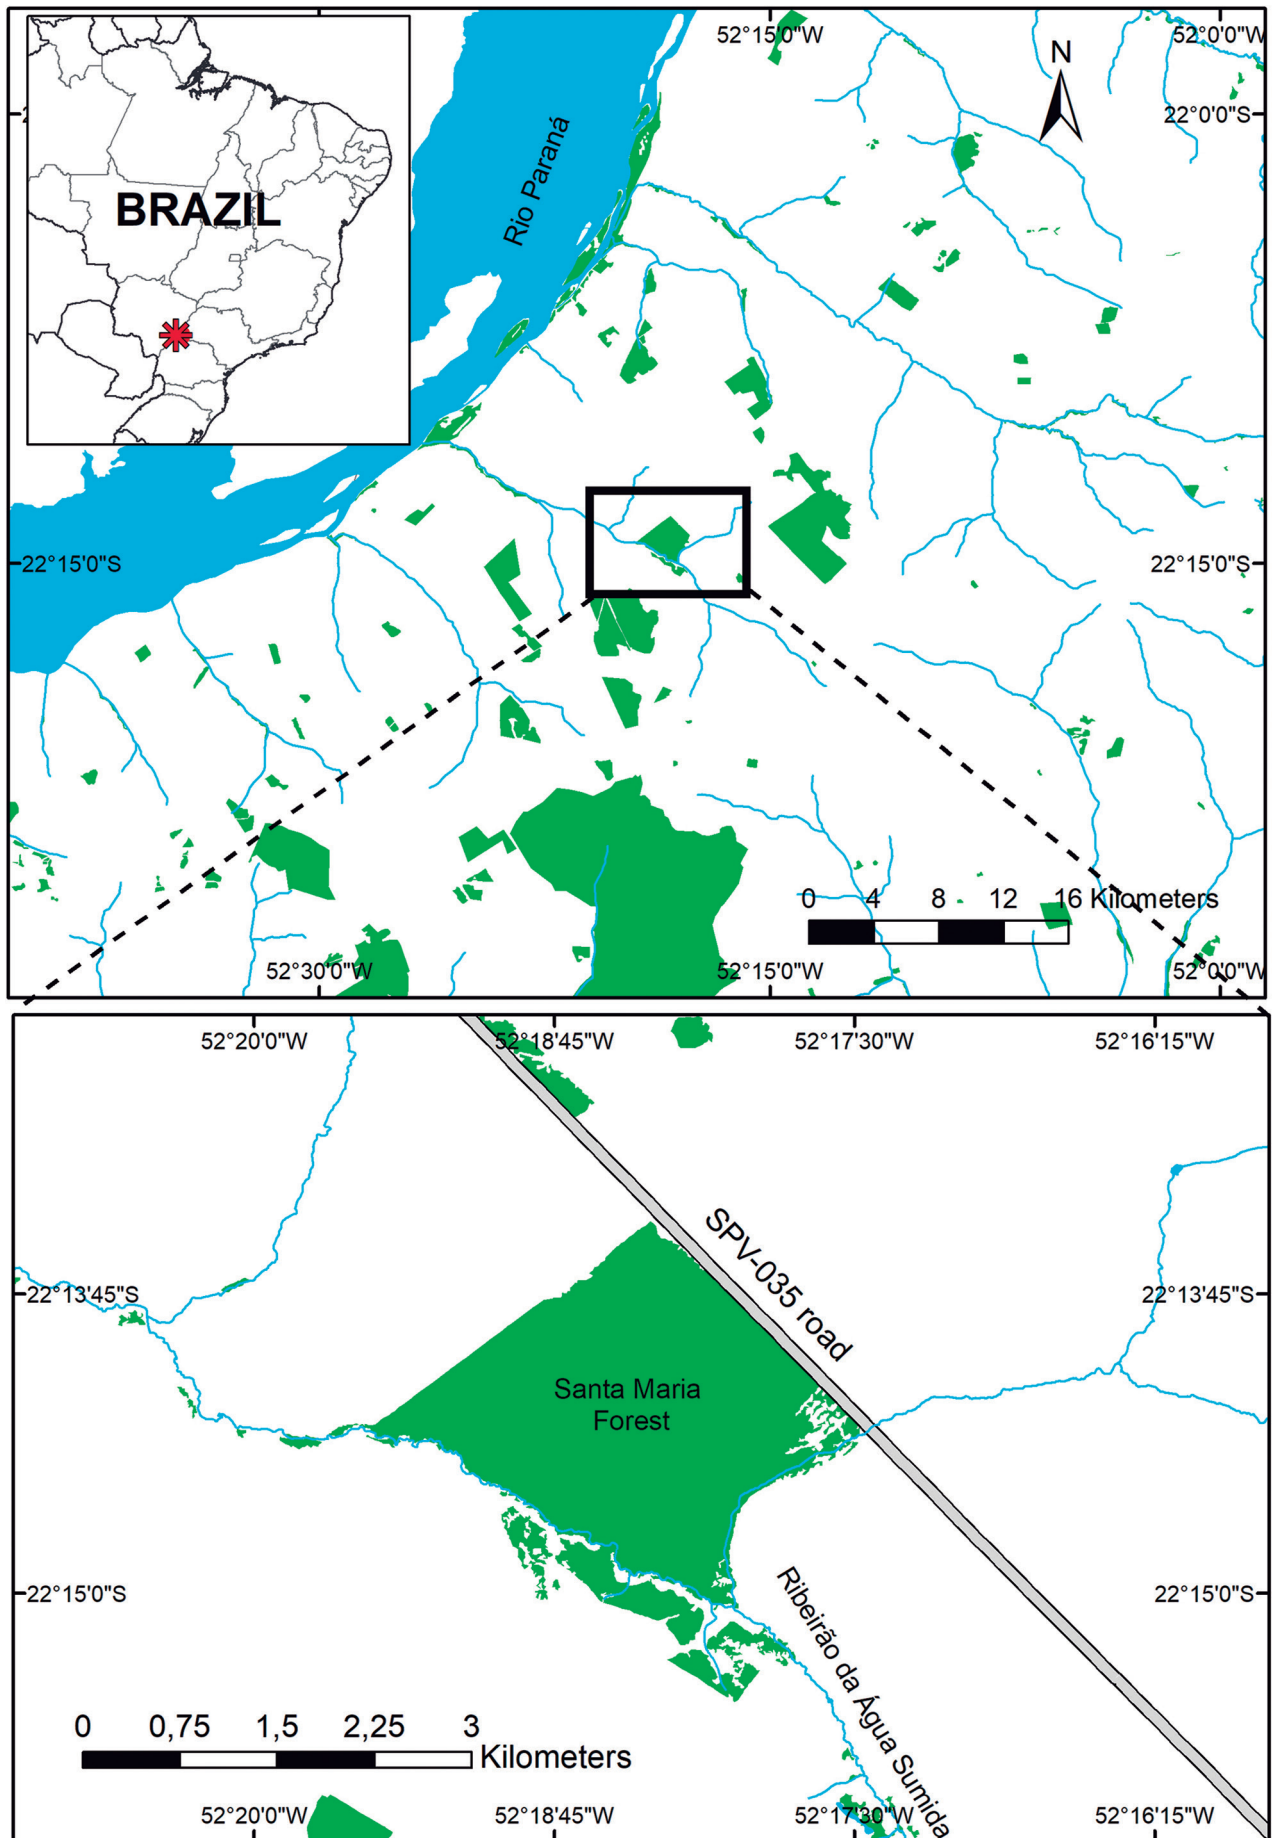 52°15'0"W
52°0'0"W
N
22°0'0"S
BRAZIL
Rio Paraná
22°15'0"S
22°15'0"S
0 4 8 12 16 Kilometers
52°30'0"W
52°15'0"W
52°0'0"W
52°20'0"W
52°18'45"W
52°17'30"W
52°16'15"W
SPV-035 road
22°13'45"S
22°13'45"S
Santa Maria
Forest
22°15'0"S
22°15'0"S
Ribeirão da Água Sumida
0 0,75 1,5 2,25 3
Kilometers
52°20'0"W
52°18'45"W
52°17'30"W
52°16'15"W